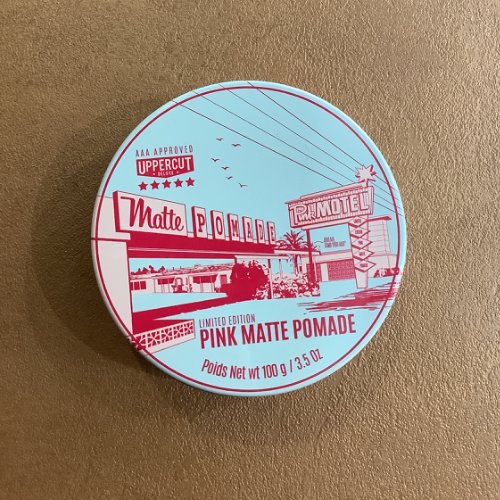 AAA APPROVED
UPPERCUT
DELUXE
Matte POMADE
Pink MOTEL
LIMITED EDITION
PINK MATTE POMADE
Poids Net wt 100 g / 3.5 Oz